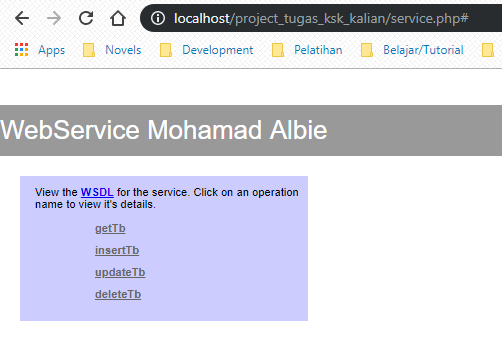 localhost/project_tugas_ksk_kalian/service.php#
Apps Novels Development Pelatihan Belajar/Tutorial
WebService Mohamad Albie
View the WSDL for the service. Click on an operation
name to view it's details.
getTb
insertTb
updateTb
deleteTb